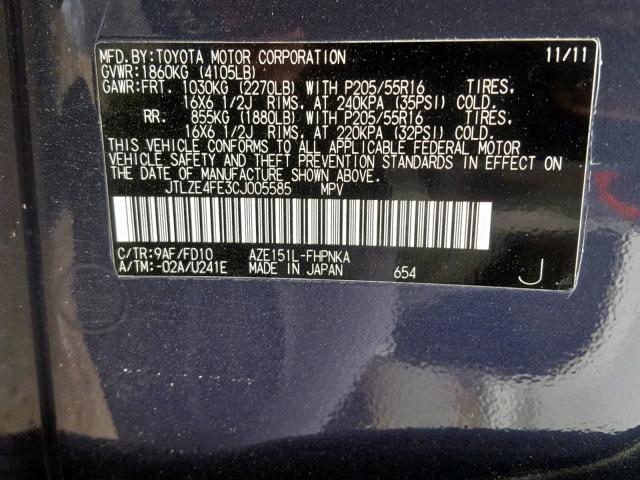 MFD.BY:TOYOTA MOTOR CORPORATION 11/11
GVWR:1860KG (4105LB)
GAWR:FRT. 1030KG (2270LB) WITH P205/55R16 TIRES.
16X6 1/2J RIMS. AT 240KPA (35PSI) COLD.
RR. 855KG (1880LB) WITH P205/55R16 TIRES.
16X6 1/2J RIMS. AT 220KPA (32PSI) COLD.
THIS VEHICLE CONFORMS TO ALL APPLICABLE FEDERAL MOTOR
VEHICLE SAFETY AND THEFT PREVENTION STANDARDS IN EFFECT ON
THE DATE OF MANUFACTURE SHOWN ABOVE.
JTLZE4FE3CJ005585 MPV
C/TR:9AF/FD10 AZE151L-FHPNKA
A/TM:-02A/U241E MADE IN JAPAN 654 J